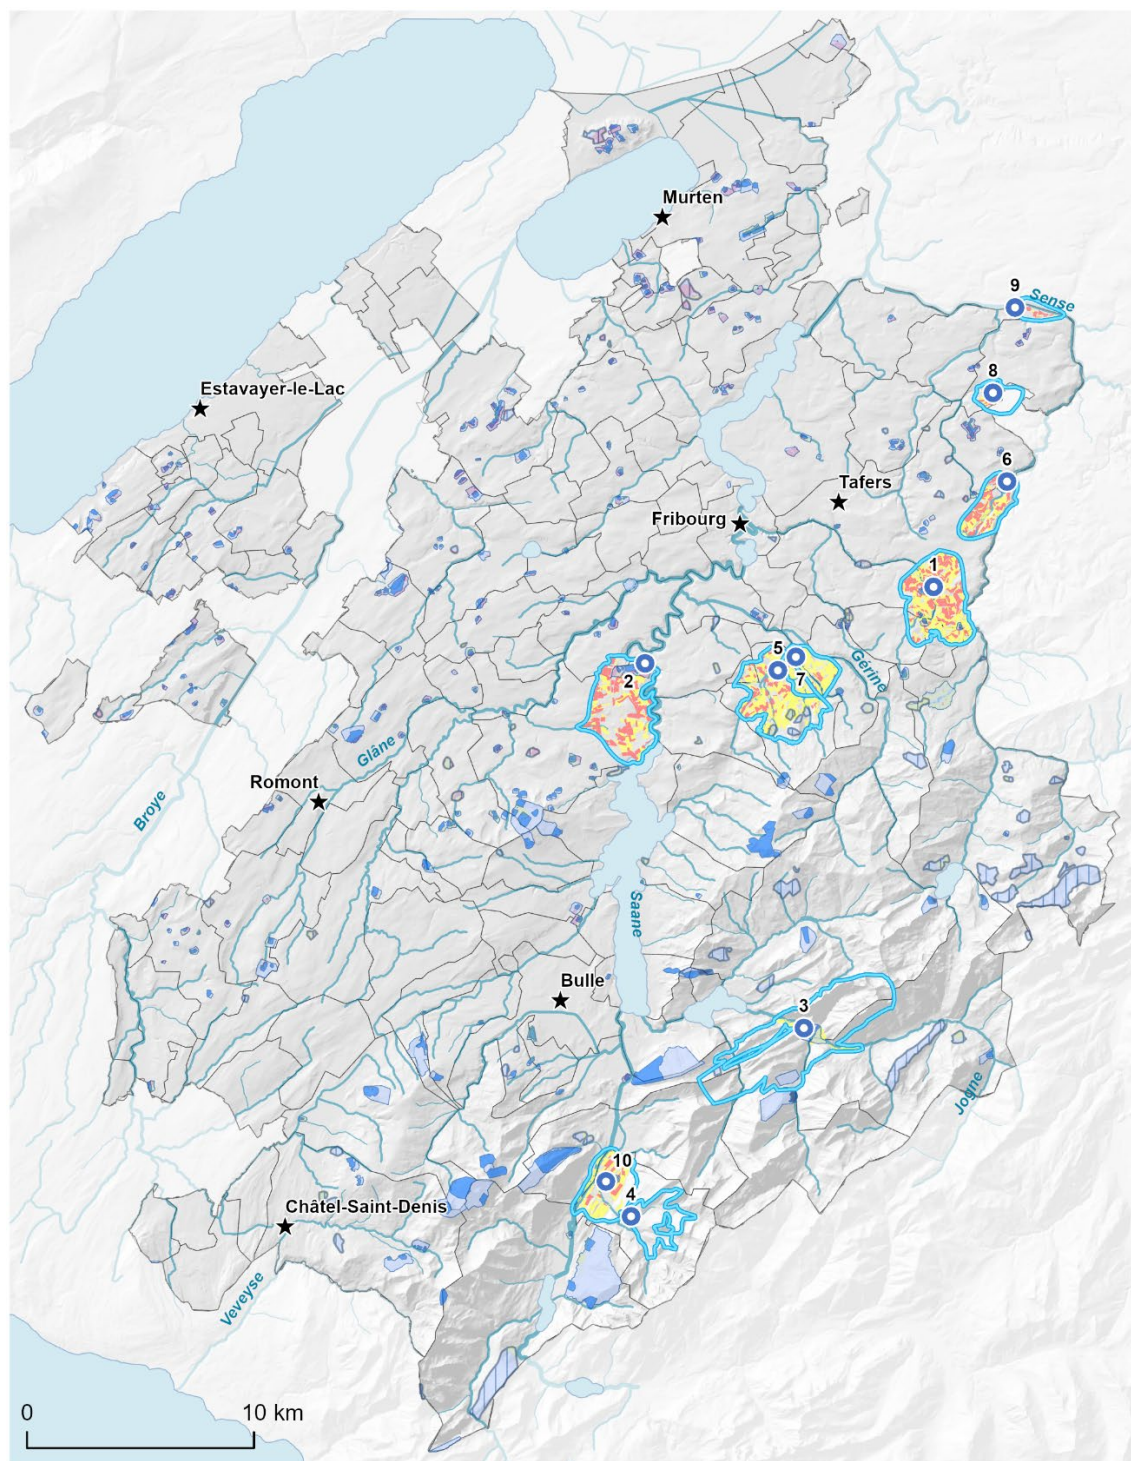 Murten
9
Sense
8
Estavayer-le-Lac
6
Tafers
Fribourg
1
5
Gérine
7
2
Glâne
Romont
Broye
Saane
Bulle
3
Jogne
10
4
Châtel-Saint-Denis
Veveyse
0 10 km